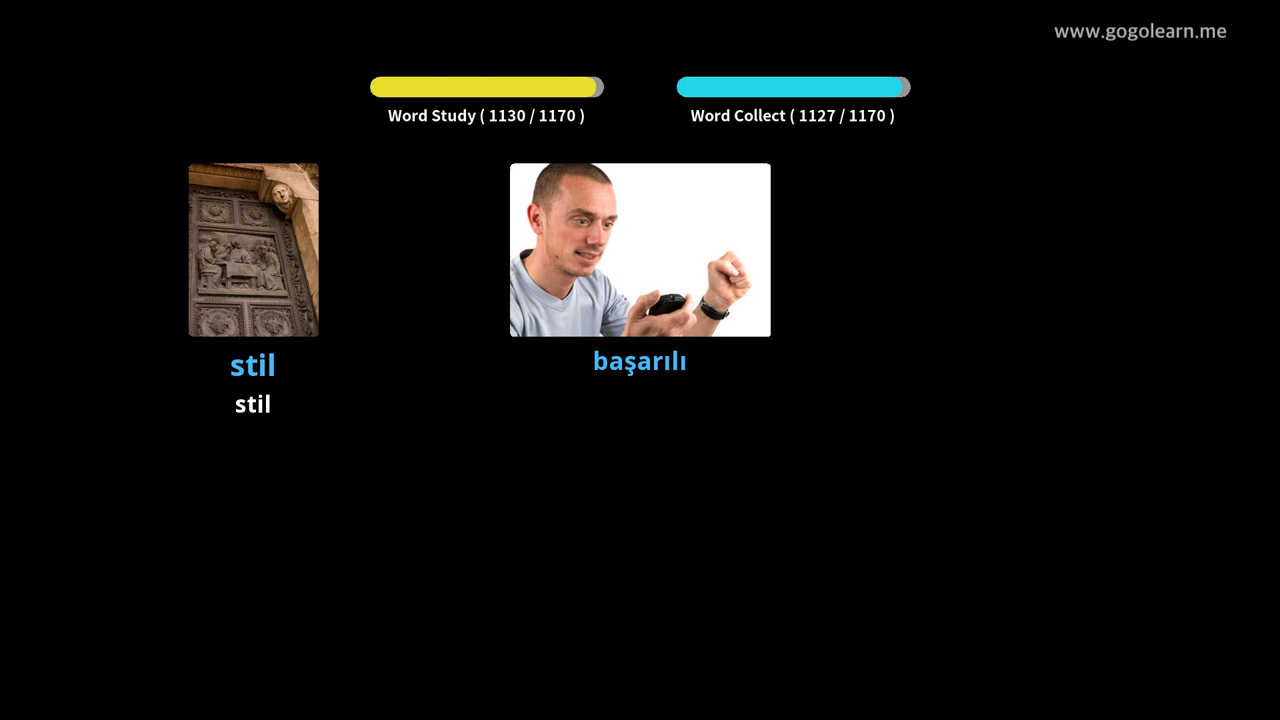 www.gogolearn.me
Word Study ( 1130 / 1170 )
Word Collect ( 1127 / 1170 )
stil
stil
başarılı